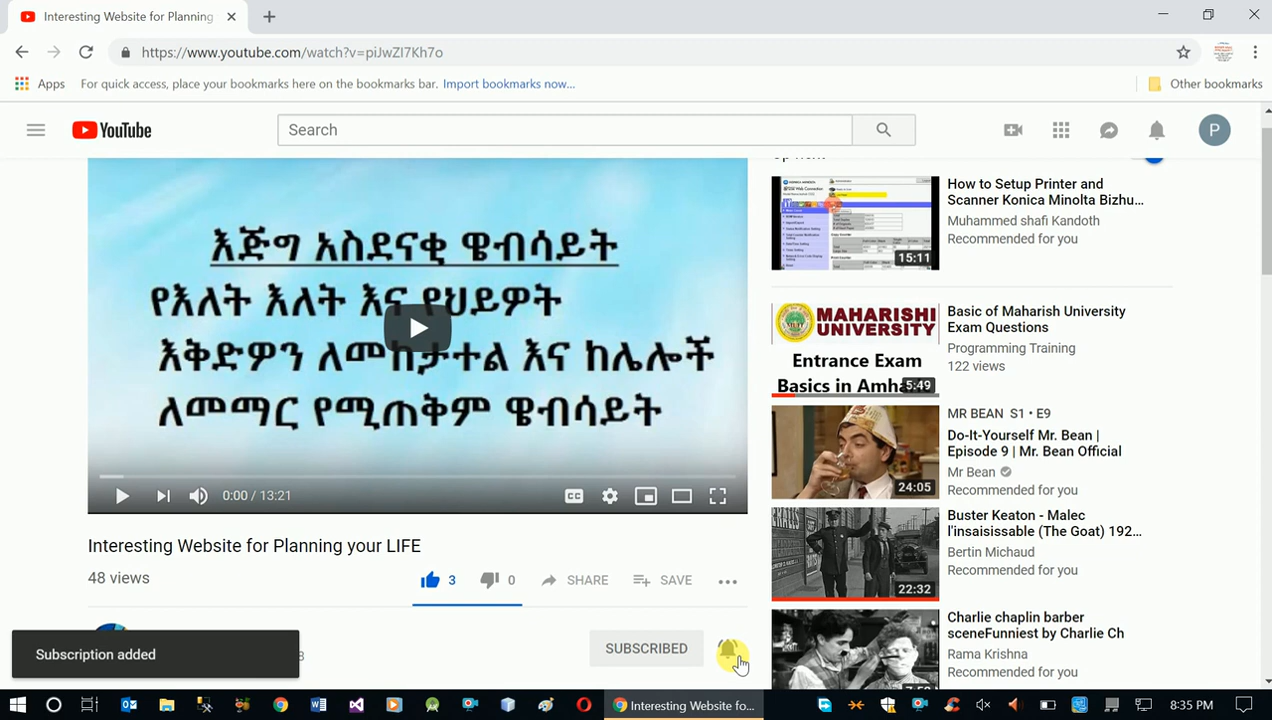 Interesting Website for Planning
https://www.youtube.com/watch?v=piJwZI7Kh7o
Apps For quick access, place your bookmarks here on the bookmarks bar. Import bookmarks now... Other bookmarks
YouTube
Search
P
እጅግ አስደናቂ ዌብሳይት
የእለት እለት እና የህይዎት
እቅድዎን ለመከታተል እና ከሌሎች
ለመማር የሚጠቅም ዌብሳይት
0:00 / 13:21
CC
Interesting Website for Planning your LIFE
48 views
3 0 SHARE SAVE
Subscription added
SUBSCRIBED
Up next
15:11
How to Setup Printer and
Scanner Konica Minolta Bizhu...
Muhammed shafi Kandoth
Recommended for you
MAHARISHI
UNIVERSITY
Entrance Exam
Basics in Amha
5:49
Basic of Maharish University
Exam Questions
Programming Training
122 views
24:05
MR BEAN S1 • E9
Do-It-Yourself Mr. Bean |
Episode 9 | Mr. Bean Official
Mr Bean
Recommended for you
22:32
Buster Keaton - Malec
l'insaisissable (The Goat) 192...
Bertin Michaud
Recommended for you
Charlie chaplin barber
sceneFunniest by Charlie Ch
Rama Krishna
Recommended for you
Interesting Website fo...
8:35 PM